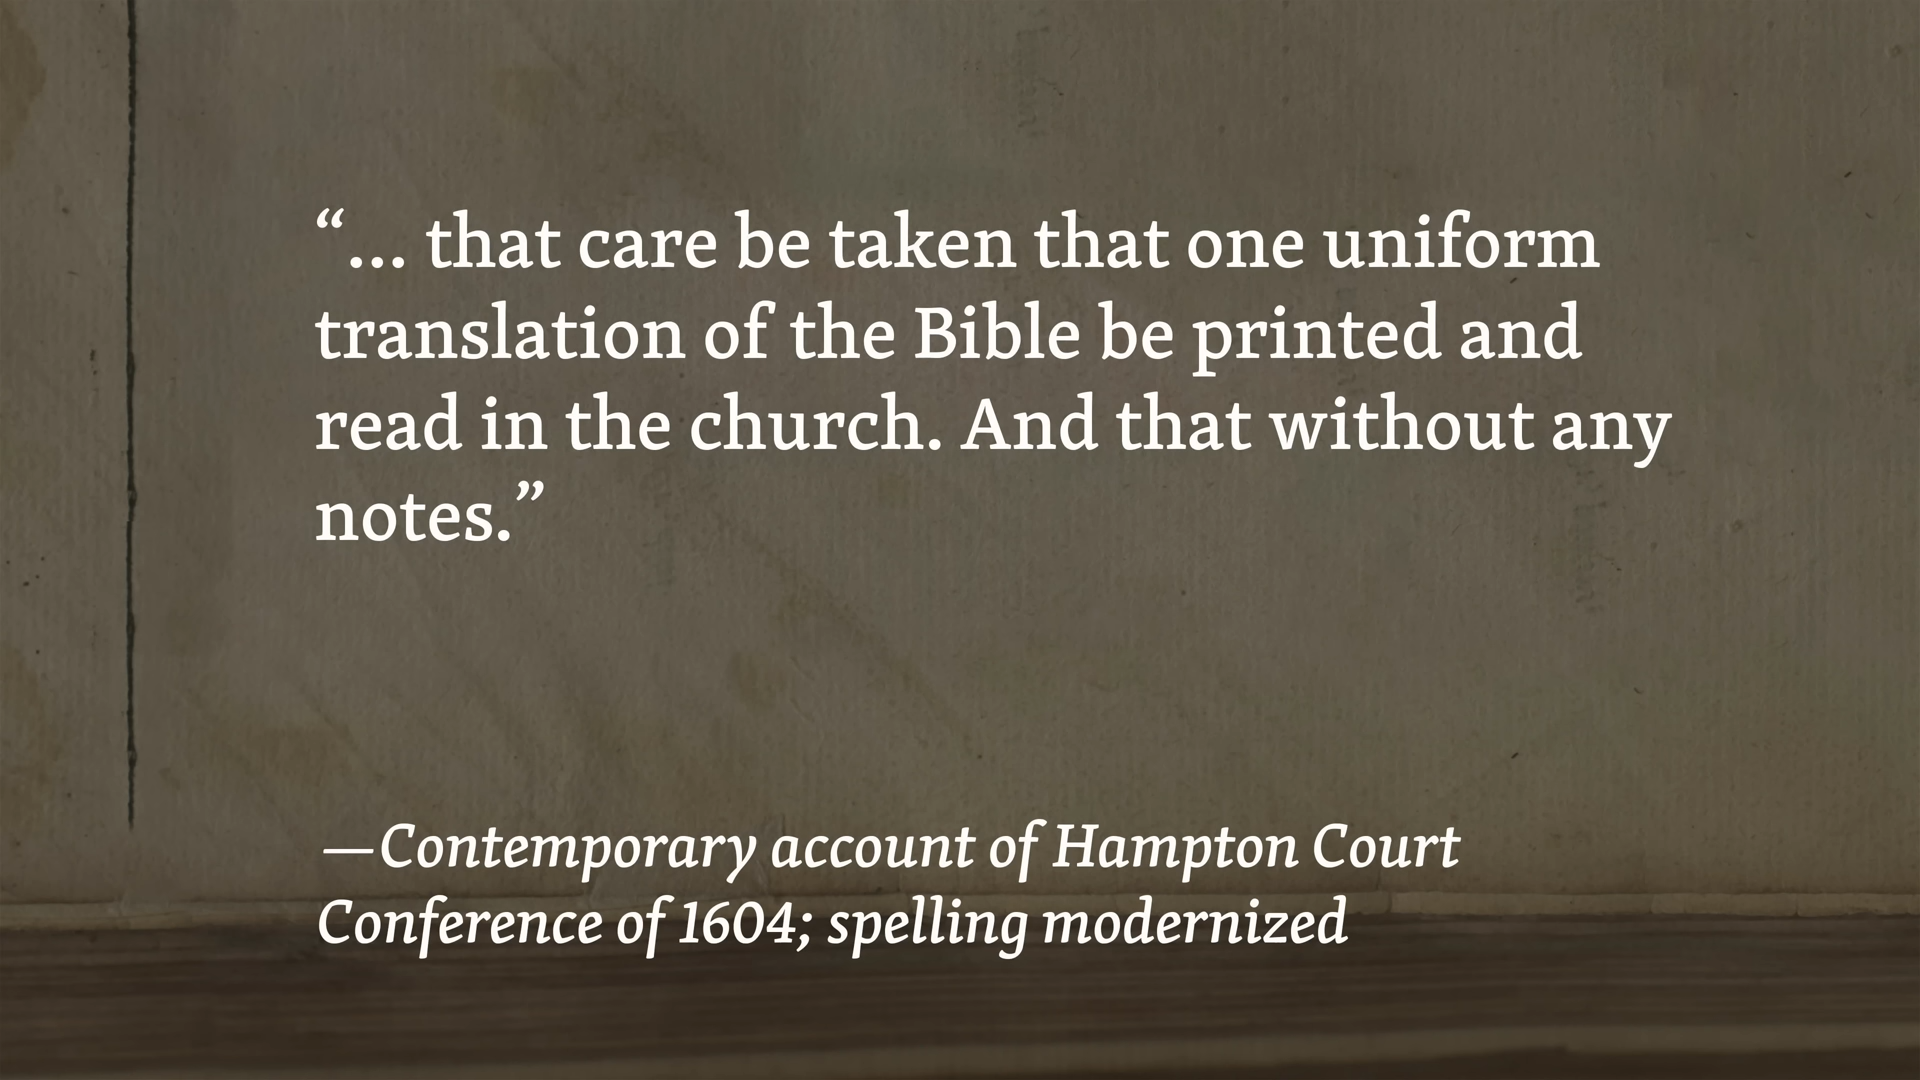 “… that care be taken that one uniform
translation of the Bible be printed and
read in the church. And that without any
notes.”
—Contemporary account of Hampton Court
Conference of 1604; spelling modernized